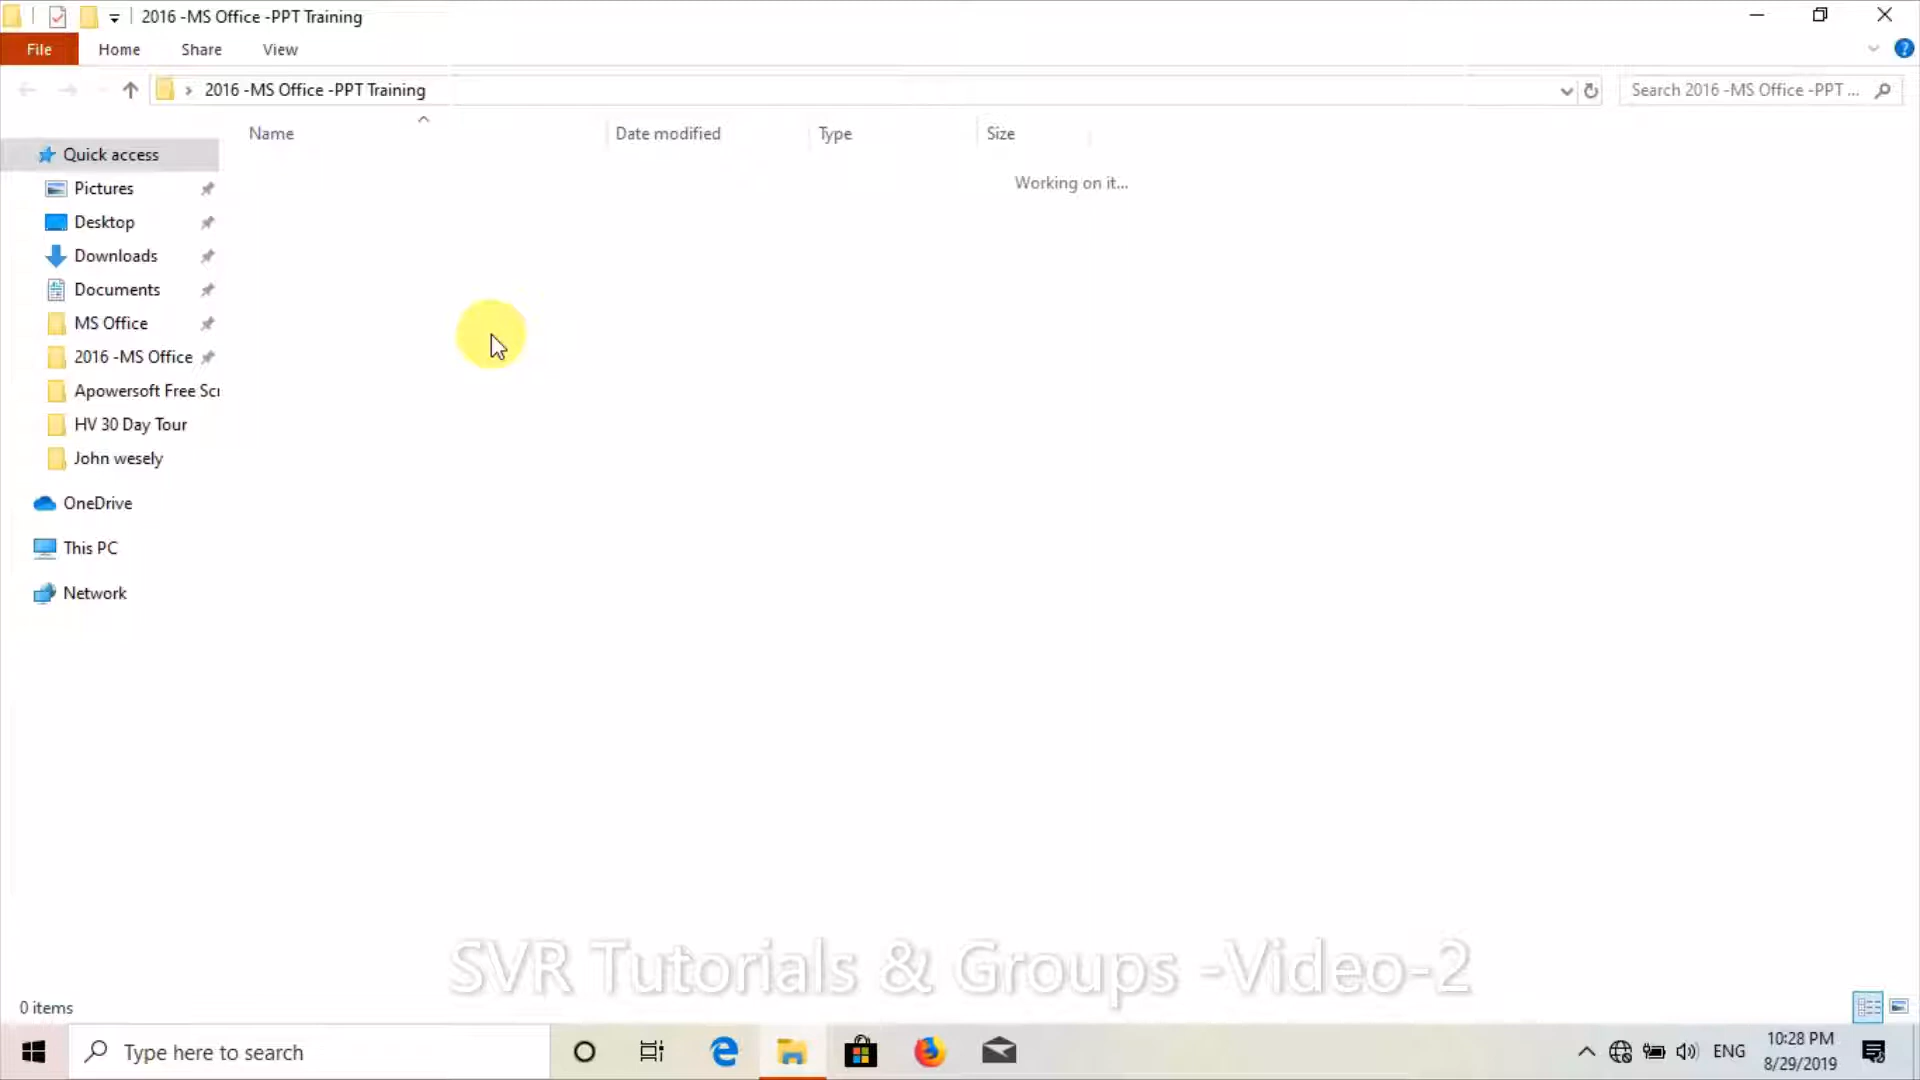 2016 -MS Office -PPT Training
File Home Share View
2016 -MS Office -PPT Training
Search 2016 -MS Office -PPT ...
Name Date modified Type Size
Working on it...
Quick access
Pictures
Desktop
Downloads
Documents
MS Office
2016 -MS Office
Apowersoft Free Scr
HV 30 Day Tour
John wesely
OneDrive
This PC
Network
SVR Tutorials & Groups -Video-2
0 items
Type here to search
ENG
10:28 PM
8/29/2019